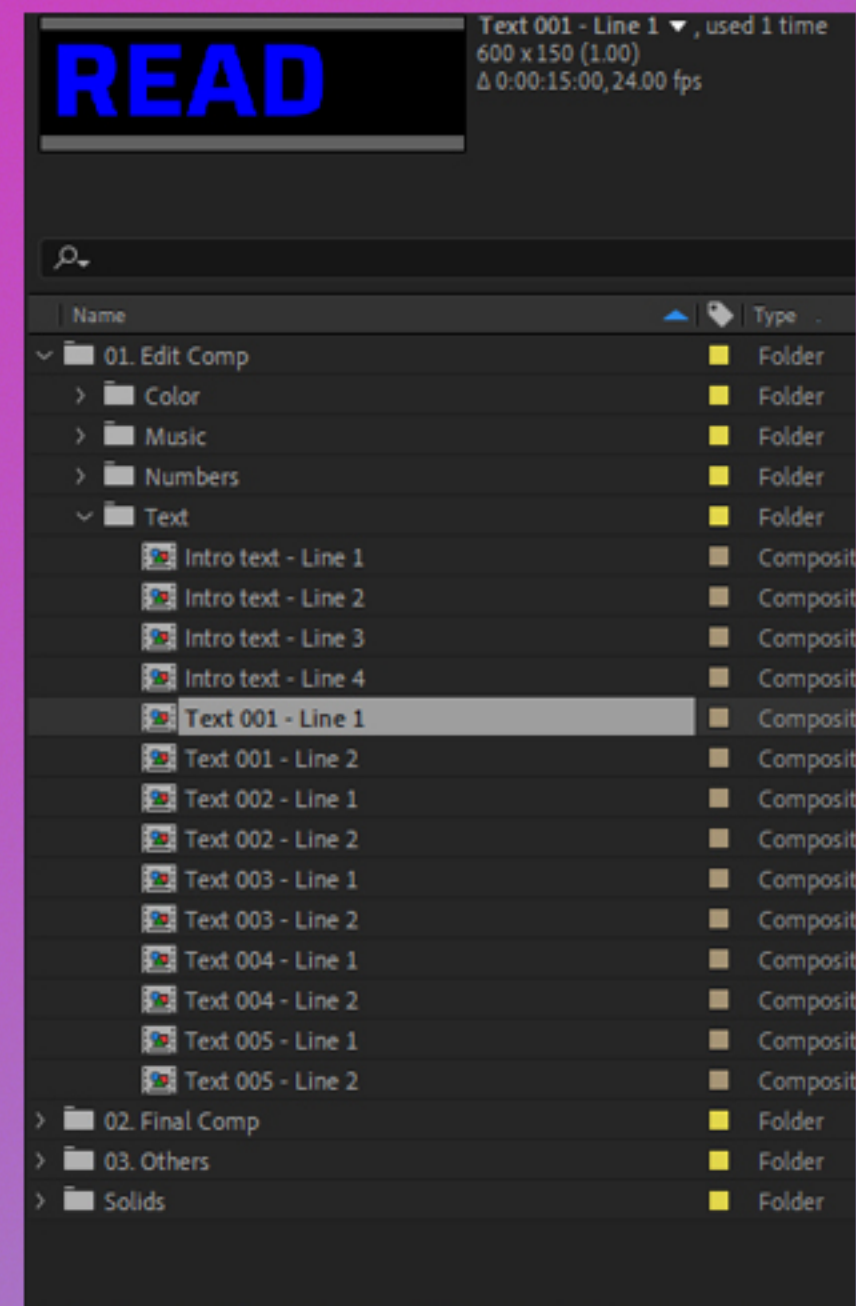 READ
Text 001 - Line 1 , used 1 time
600 x 150 (1.00)
Δ 0:00:15:00, 24.00 fps
Name Type
01. Edit Comp Folder
Color Folder
Music Folder
Numbers Folder
Text Folder
Intro text - Line 1 Composit
Intro text - Line 2 Composit
Intro text - Line 3 Composit
Intro text - Line 4 Composit
Text 001 - Line 1 Composit
Text 001 - Line 2 Composit
Text 002 - Line 1 Composit
Text 002 - Line 2 Composit
Text 003 - Line 1 Composit
Text 003 - Line 2 Composit
Text 004 - Line 1 Composit
Text 004 - Line 2 Composit
Text 005 - Line 1 Composit
Text 005 - Line 2 Composit
02. Final Comp Folder
03. Others Folder
Solids Folder